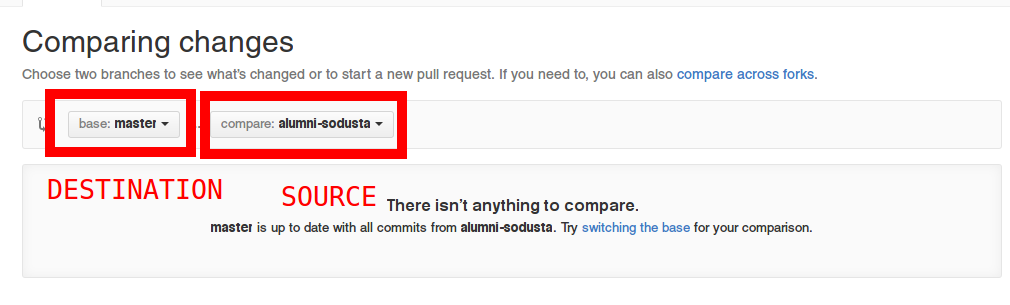 Comparing changes
Choose two branches to see what's changed or to start a new pull request. If you need to, you can also compare across forks.
base: master
compare: alumni-sodusta
DESTINATION
SOURCE
There isn't anything to compare.
master is up to date with all commits from alumni-sodusta. Try switching the base for your comparison.